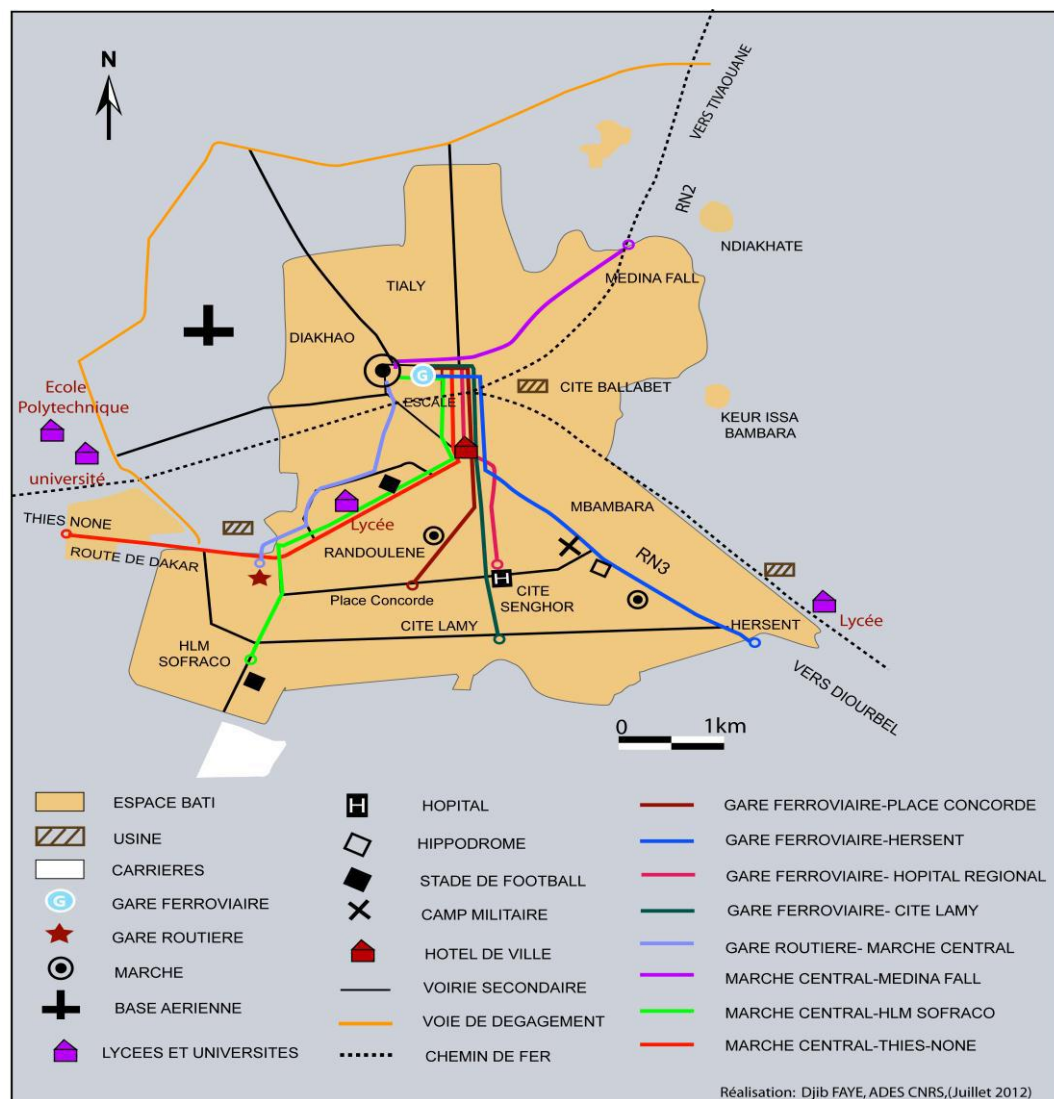 N
VERS TIVAOUANE
RN2
NDIAKHATE
MEDINA FALL
TIALY
DIAKHAO
G
ESCALE
CITE BALLABET
KEUR ISSA
BAMBARA
Ecole
Polytechnique
université
THIES NONE
ROUTE DE DAKAR
Lycée
RANDOULENE
MBAMBARA
RN3
Place Concorde
H
CITE
SENGHOR
CITE LAMY
Lycée
HERSENT
HLM
SOFRACO
VERS DIOURBEL
0 1km
ESPACE BATI
USINE
CARRIERES
G GARE FERROVIAIRE
GARE ROUTIERE
MARCHE
BASE AERIENNE
LYCEES ET UNIVERSITES
H HOPITAL
HIPPODROME
STADE DE FOOTBALL
CAMP MILITAIRE
HOTEL DE VILLE
VOIRIE SECONDAIRE
VOIE DE DEGAGEMENT
CHEMIN DE FER
GARE FERROVIAIRE-PLACE CONCORDE
GARE FERROVIAIRE-HERSENT
GARE FERROVIAIRE- HOPITAL REGIONAL
GARE FERROVIAIRE- CITE LAMY
GARE ROUTIERE- MARCHE CENTRAL
MARCHE CENTRAL-MEDINA FALL
MARCHE CENTRAL-HLM SOFRACO
MARCHE CENTRAL-THIES-NONE
Réalisation: Djib FAYE, ADES CNRS,(Juillet 2012)